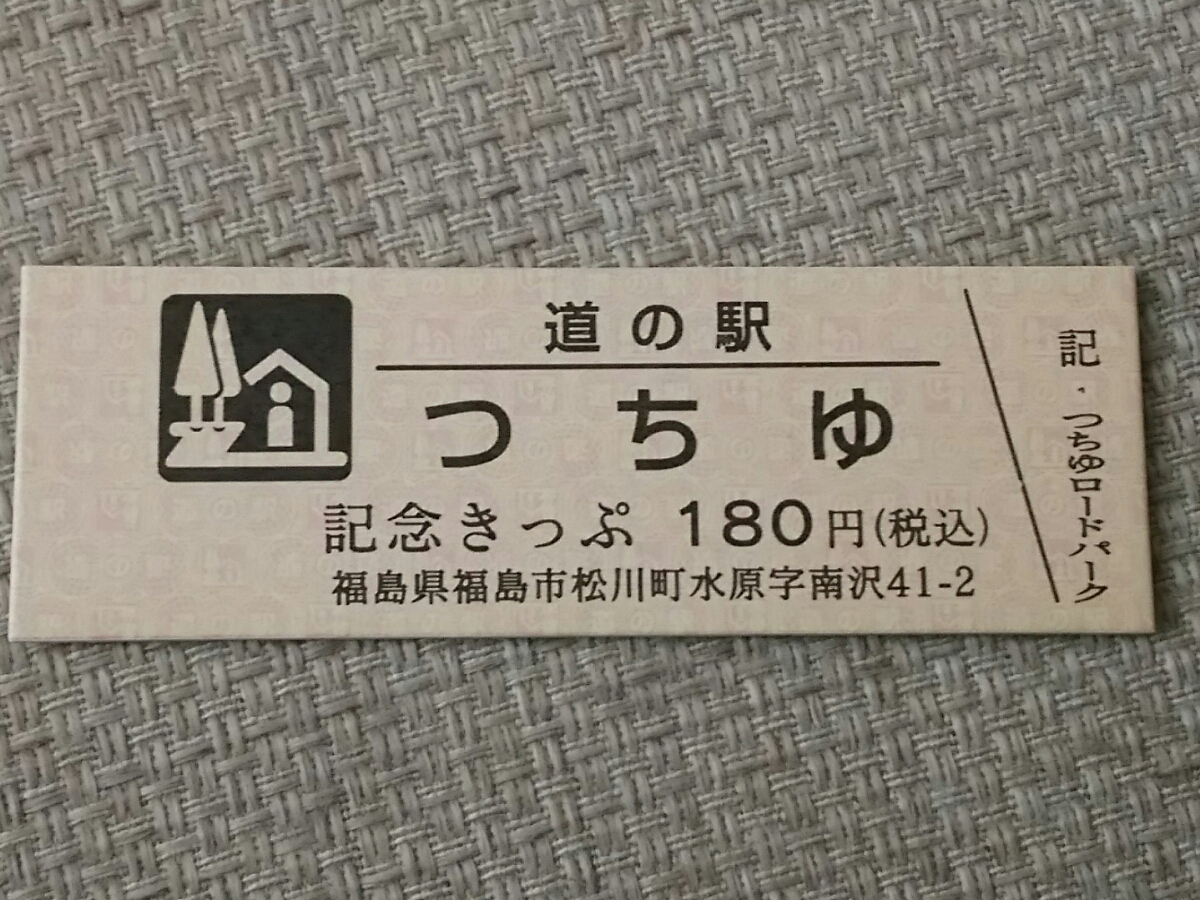 道の駅
つちゆ
記念きっぷ 180円(税込)
福島県福島市松川町水原字南沢41-2
記・つちゆロードパーク